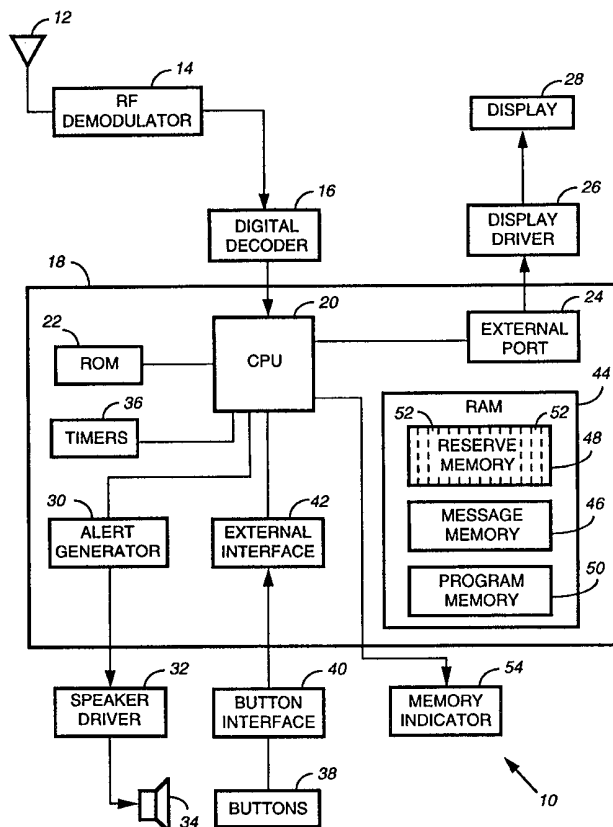 12
14
RF
DEMODULATOR
28
DISPLAY
16
DIGITAL
DECODER
26
DISPLAY
DRIVER
18
20
CPU
24
EXTERNAL
PORT
22
ROM
36
TIMERS
44
RAM
52 52
RESERVE
MEMORY
48
30
ALERT
GENERATOR
42
EXTERNAL
INTERFACE
MESSAGE
MEMORY
46
PROGRAM
MEMORY
50
32
SPEAKER
DRIVER
40
BUTTON
INTERFACE
54
MEMORY
INDICATOR
34
38
BUTTONS
10